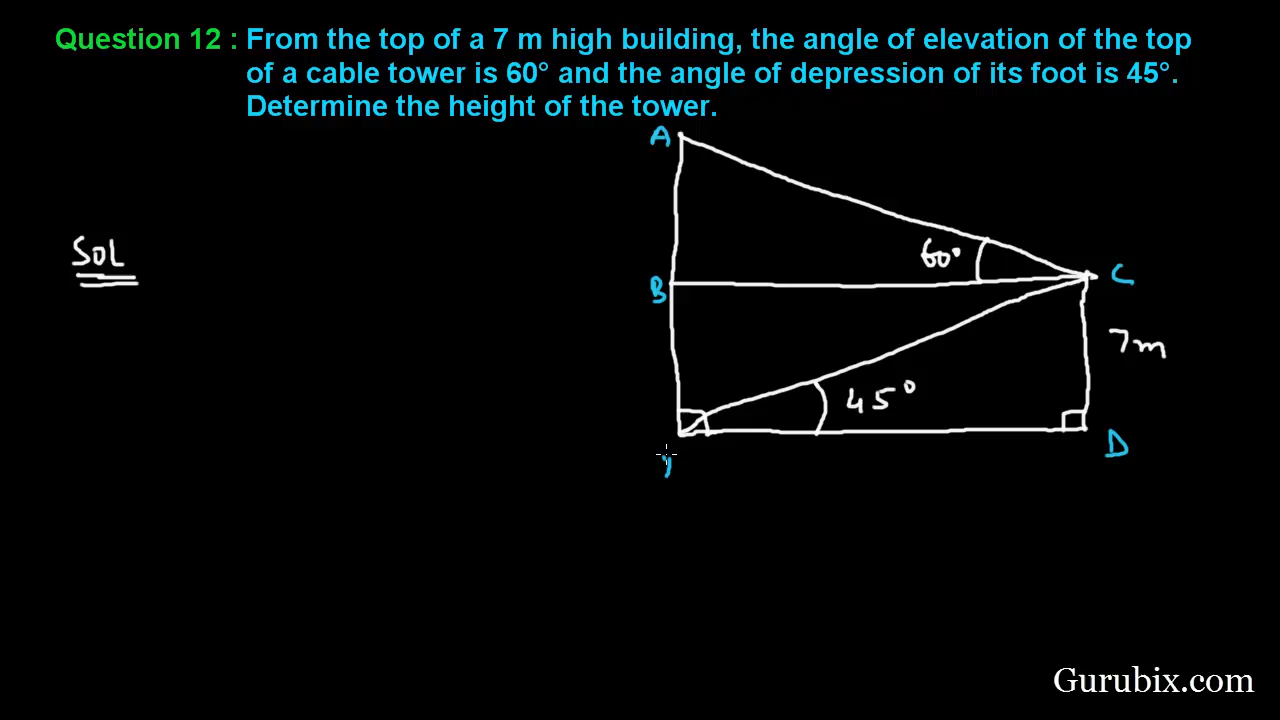 Question 12 : From the top of a 7 m high building, the angle of elevation of the top
of a cable tower is 60° and the angle of depression of its foot is 45°.
Determine the height of the tower.
A
SOL
60°
B
C
7m
45°
D
Gurubix.com